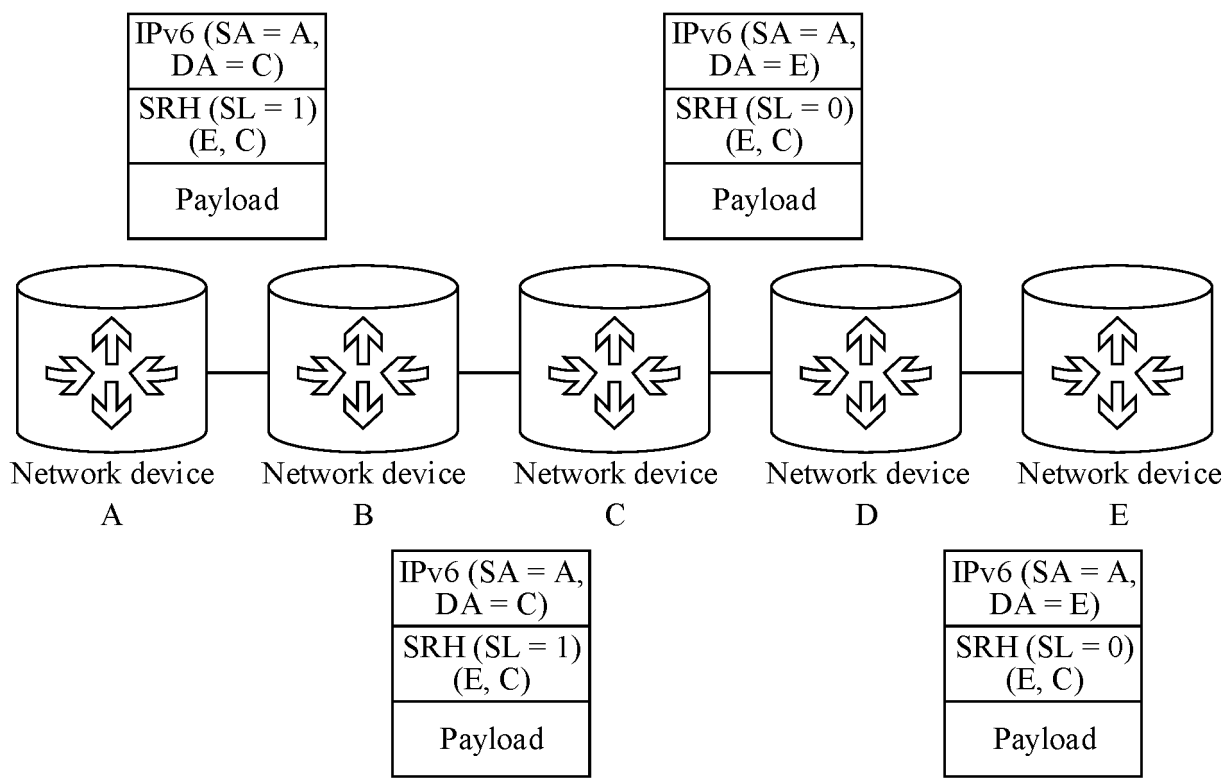 IPv6 (SA = A,
DA = C)
SRH (SL = 1)
(E, C)
Payload
IPv6 (SA = A,
DA = E)
SRH (SL = 0)
(E, C)
Payload
Network device
A
Network device
B
Network device
C
Network device
D
Network device
E
IPv6 (SA = A,
DA = C)
SRH (SL = 1)
(E, C)
Payload
IPv6 (SA = A,
DA = E)
SRH (SL = 0)
(E, C)
Payload